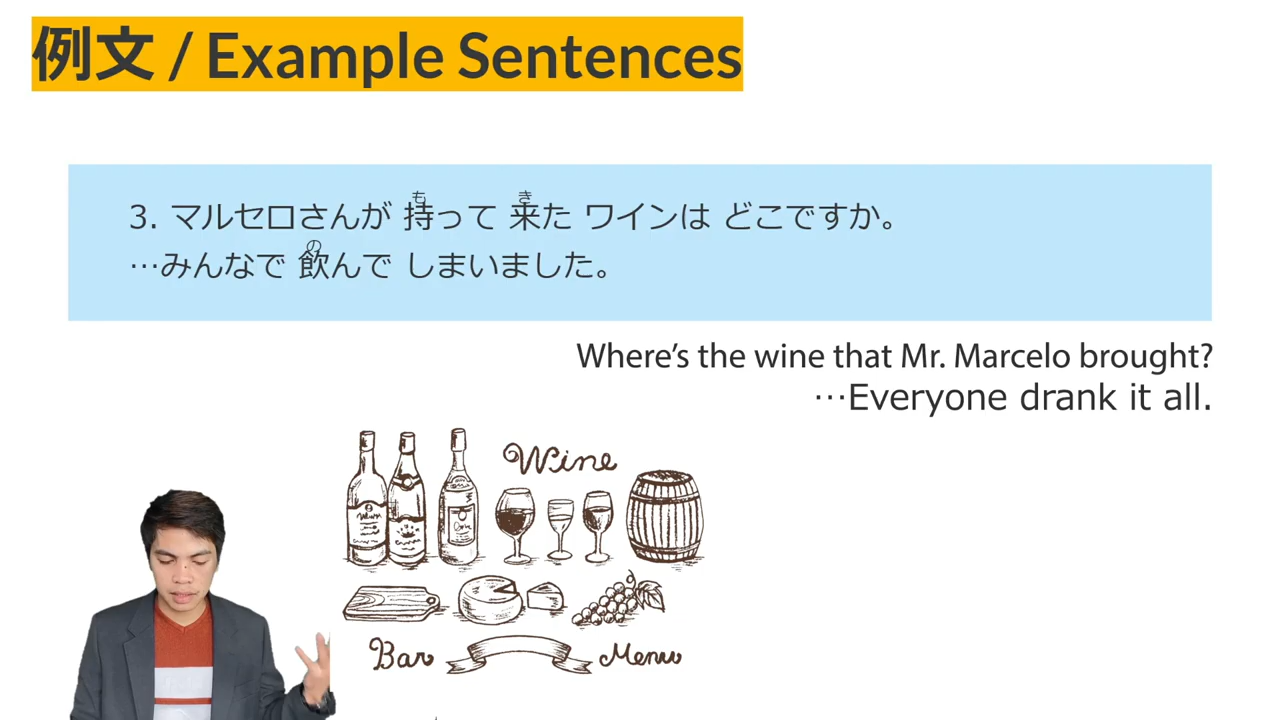 例文 / Example Sentences
3. マルセロさんが 持って 来た ワインは どこですか。
…みんなで 飲んで しまいました。
Where's the wine that Mr. Marcelo brought?
…Everyone drank it all.
Wine
Bar
Menu